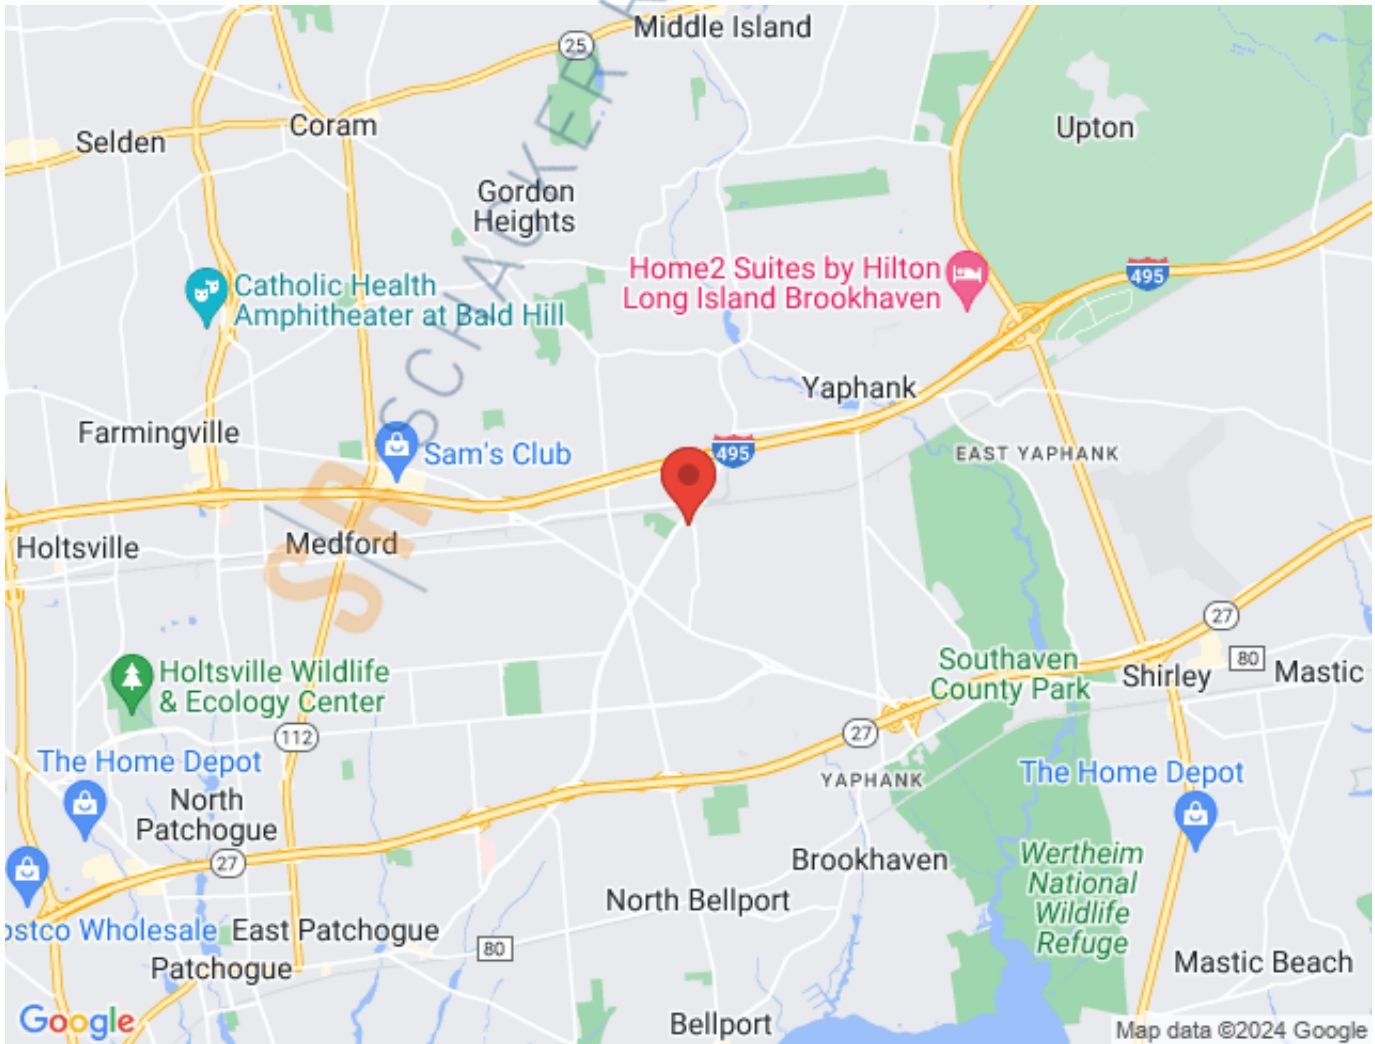 Middle Island
25
Coram
Selden
Upton
Gordon
Heights
Home2 Suites by Hilton
Long Island Brookhaven
495
Catholic Health
Amphitheater at Bald Hill
SCHACKER
Yaphank
Farmingville
Sam's Club
495
EAST YAPHANK
SR
Holtsville
Medford
27
Southaven
County Park
80
Shirley
Mastic
Holtsville Wildlife
& Ecology Center
112
27
The Home Depot
YAPHANK
The Home Depot
North
Patchogue
27
Brookhaven
Wertheim
National
Wildlife
Refuge
North Bellport
ostco Wholesale
East Patchogue
80
Patchogue
Mastic Beach
Bellport
Google
Map data ©2024 Google